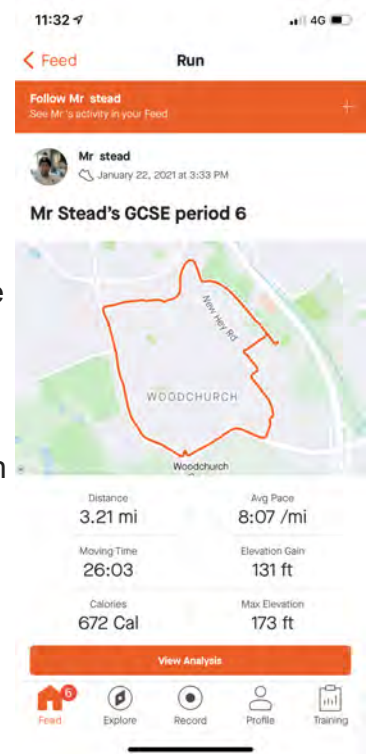 11:32
4G
Feed
Run
Follow Mr stead
See Mr 's activity in your Feed
+
Mr stead
January 22, 2021 at 3:33 PM
Mr Stead's GCSE period 6
e
New Hey Rd
WOODCHURCH
n
Woodchurch
Distance
Avg Pace
3.21 mi
8:07 /mi
Moving Time
Elevation Gain
26:03
131 ft
Calories
Max Elevation
672 Cal
173 ft
View Analysis
6
Feed
Explore
Record
Profile
Training